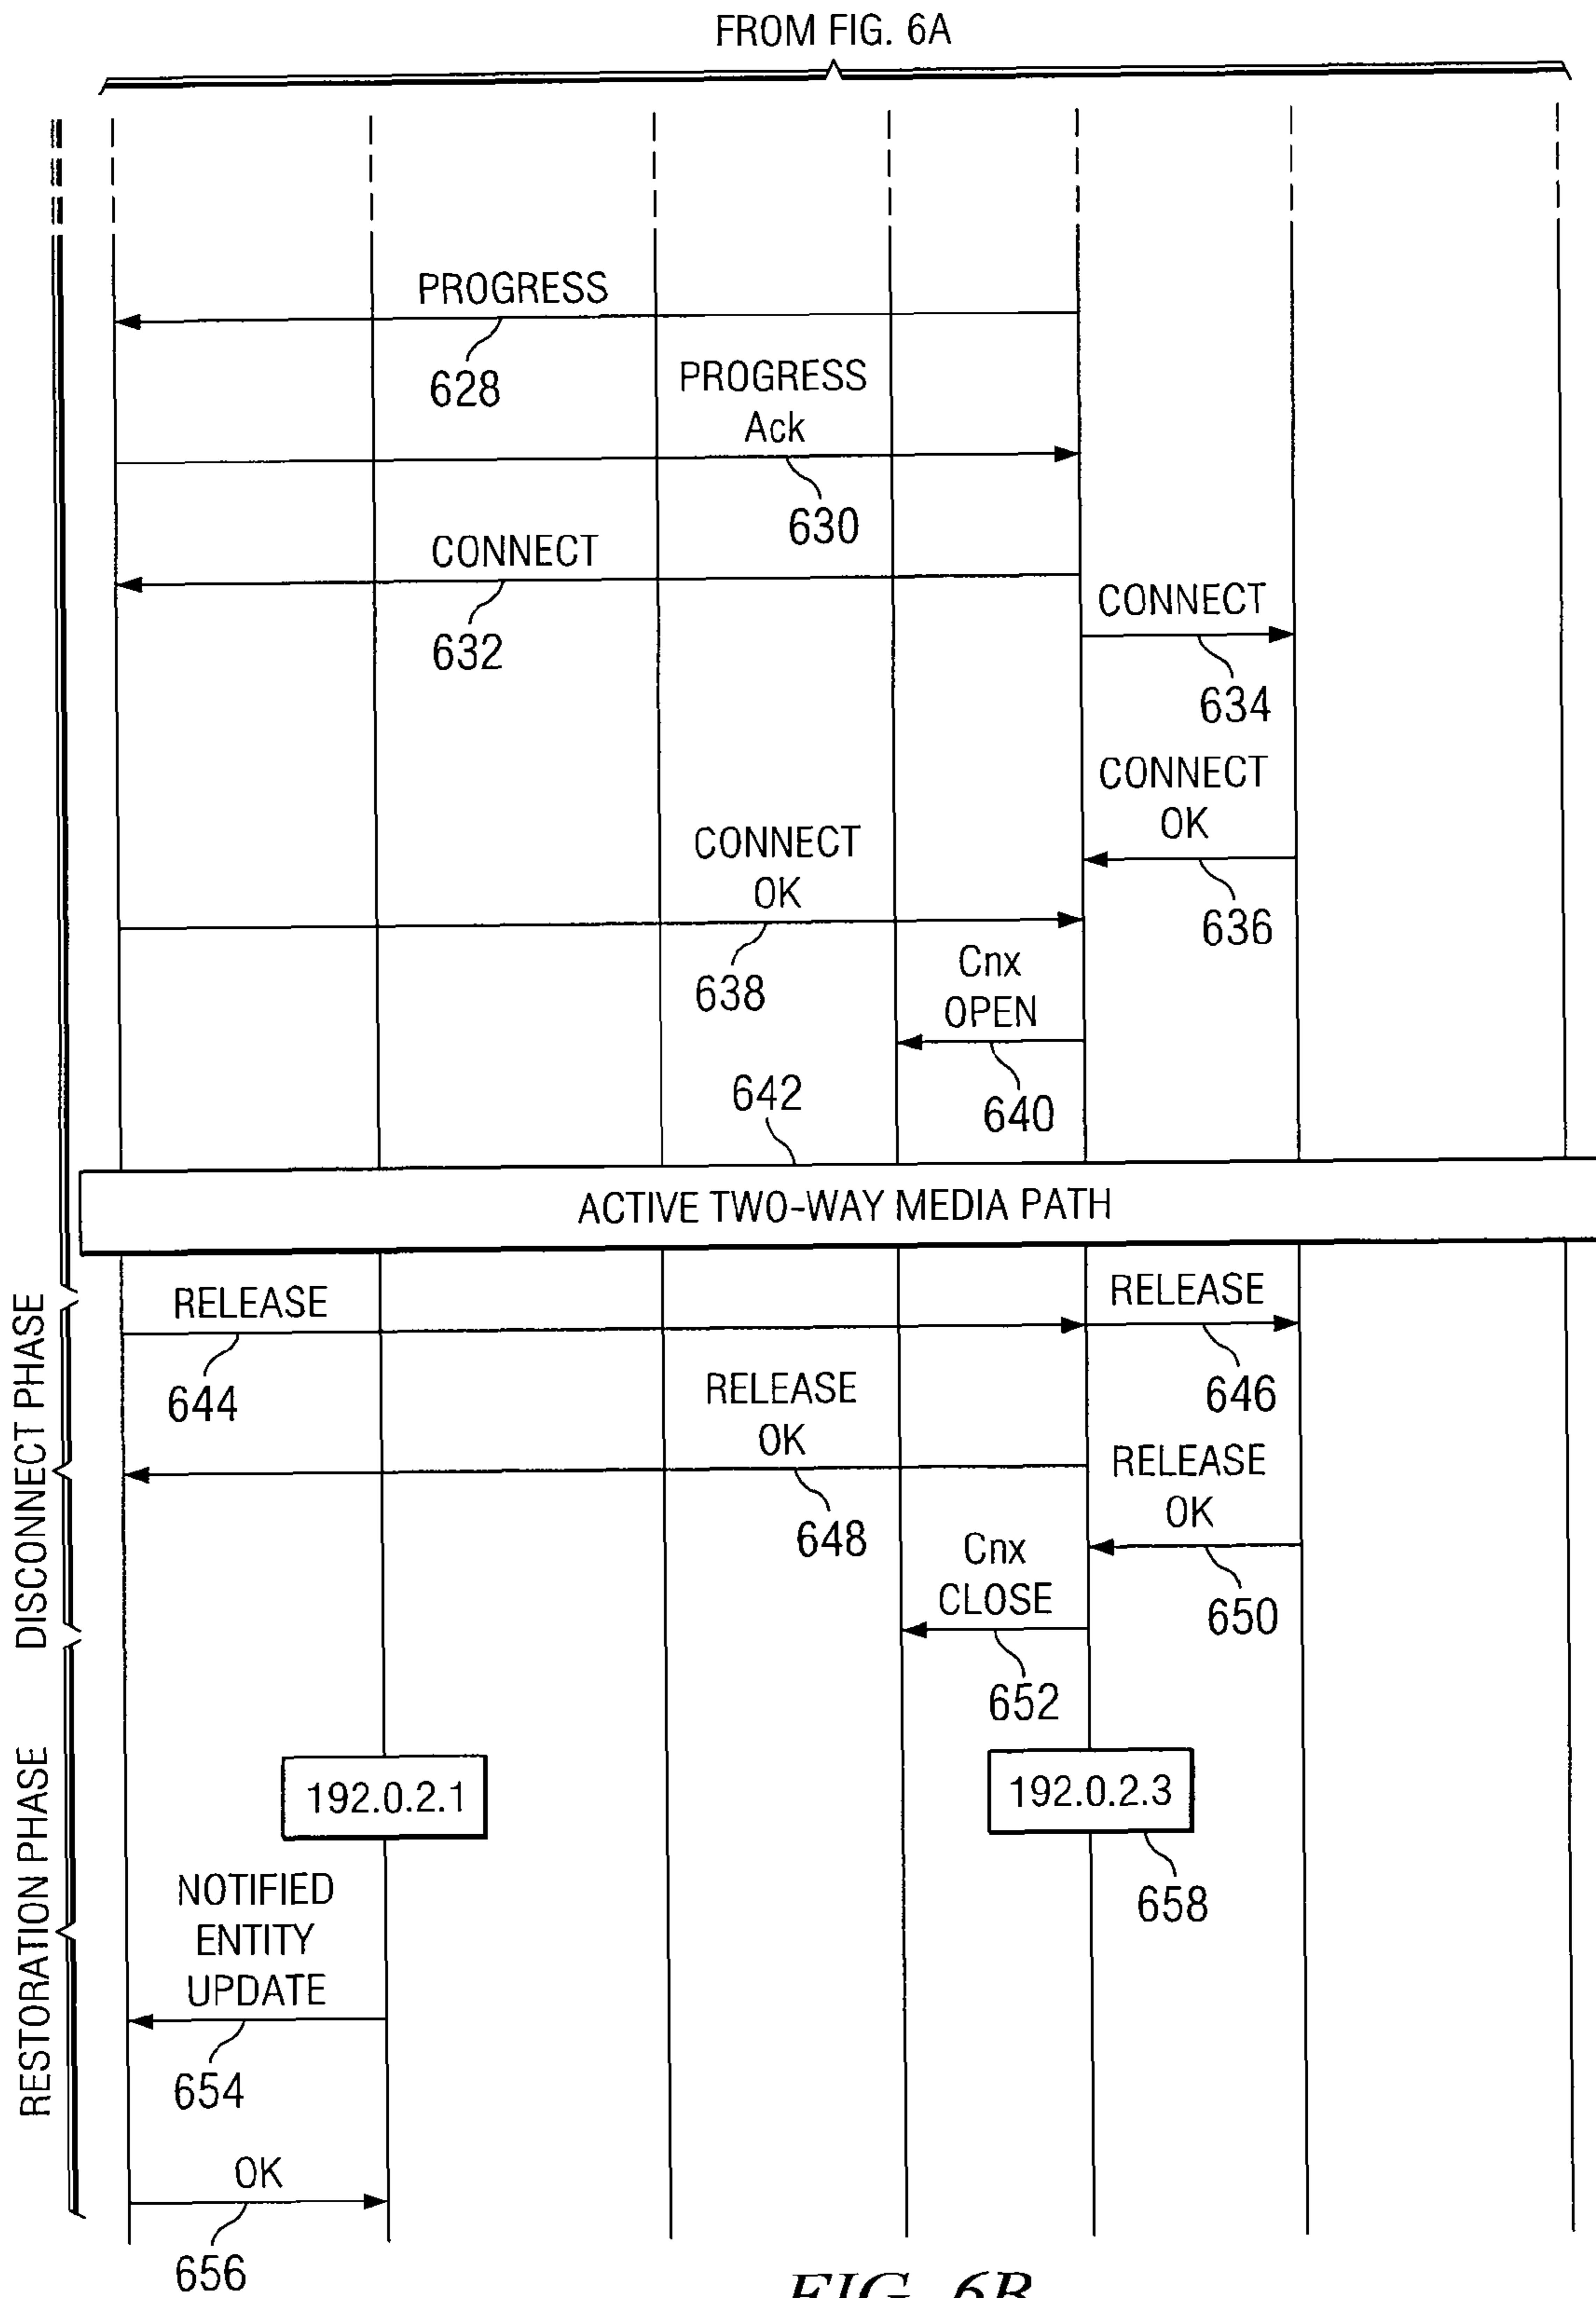 FROM FIG. 6A
PROGRESS
628
PROGRESS
Ack
630
CONNECT
632
CONNECT
634
CONNECT
OK
636
CONNECT
OK
638
Cnx
OPEN
640
642
ACTIVE TWO-WAY MEDIA PATH
DISCONNECT PHASE
RELEASE
644
RELEASE
646
RELEASE
OK
648
RELEASE
OK
650
Cnx
CLOSE
652
RESTORATION PHASE
192.0.2.1
192.0.2.3
658
NOTIFIED
ENTITY
UPDATE
654
OK
656
FIG. 6B